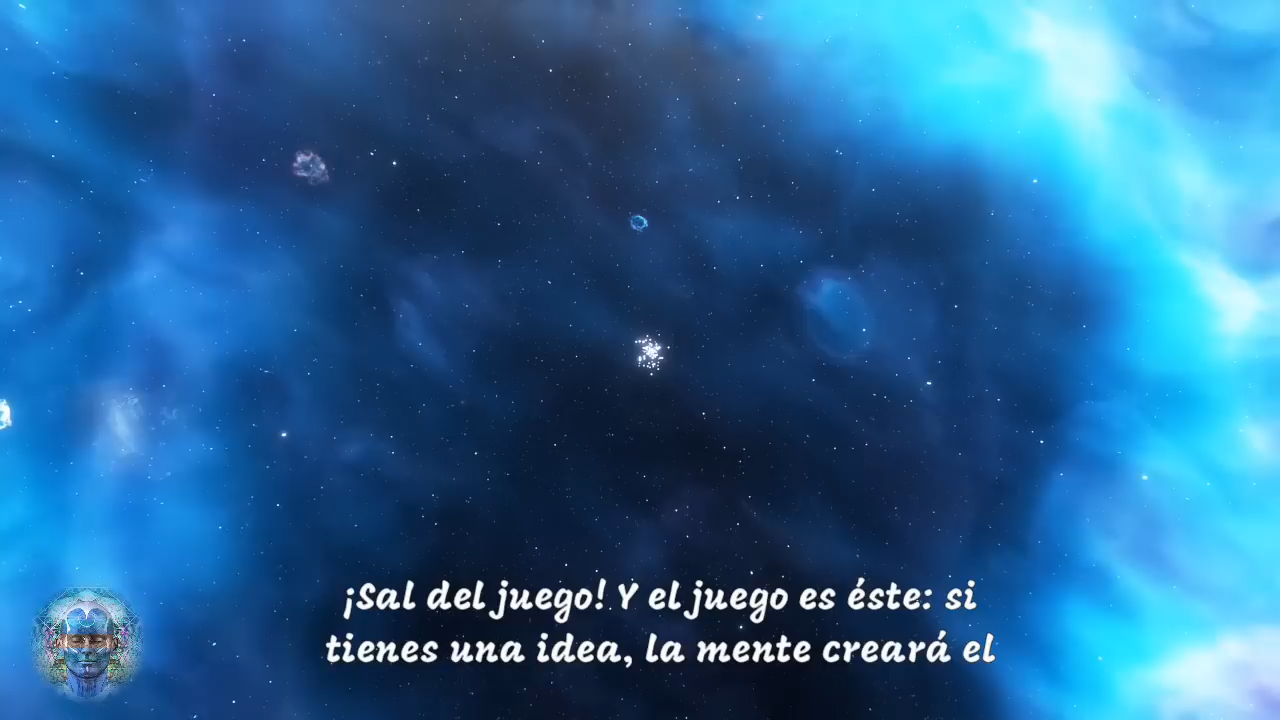 ¡Sal del juego! Y el juego es éste: si
tienes una idea, la mente creará el